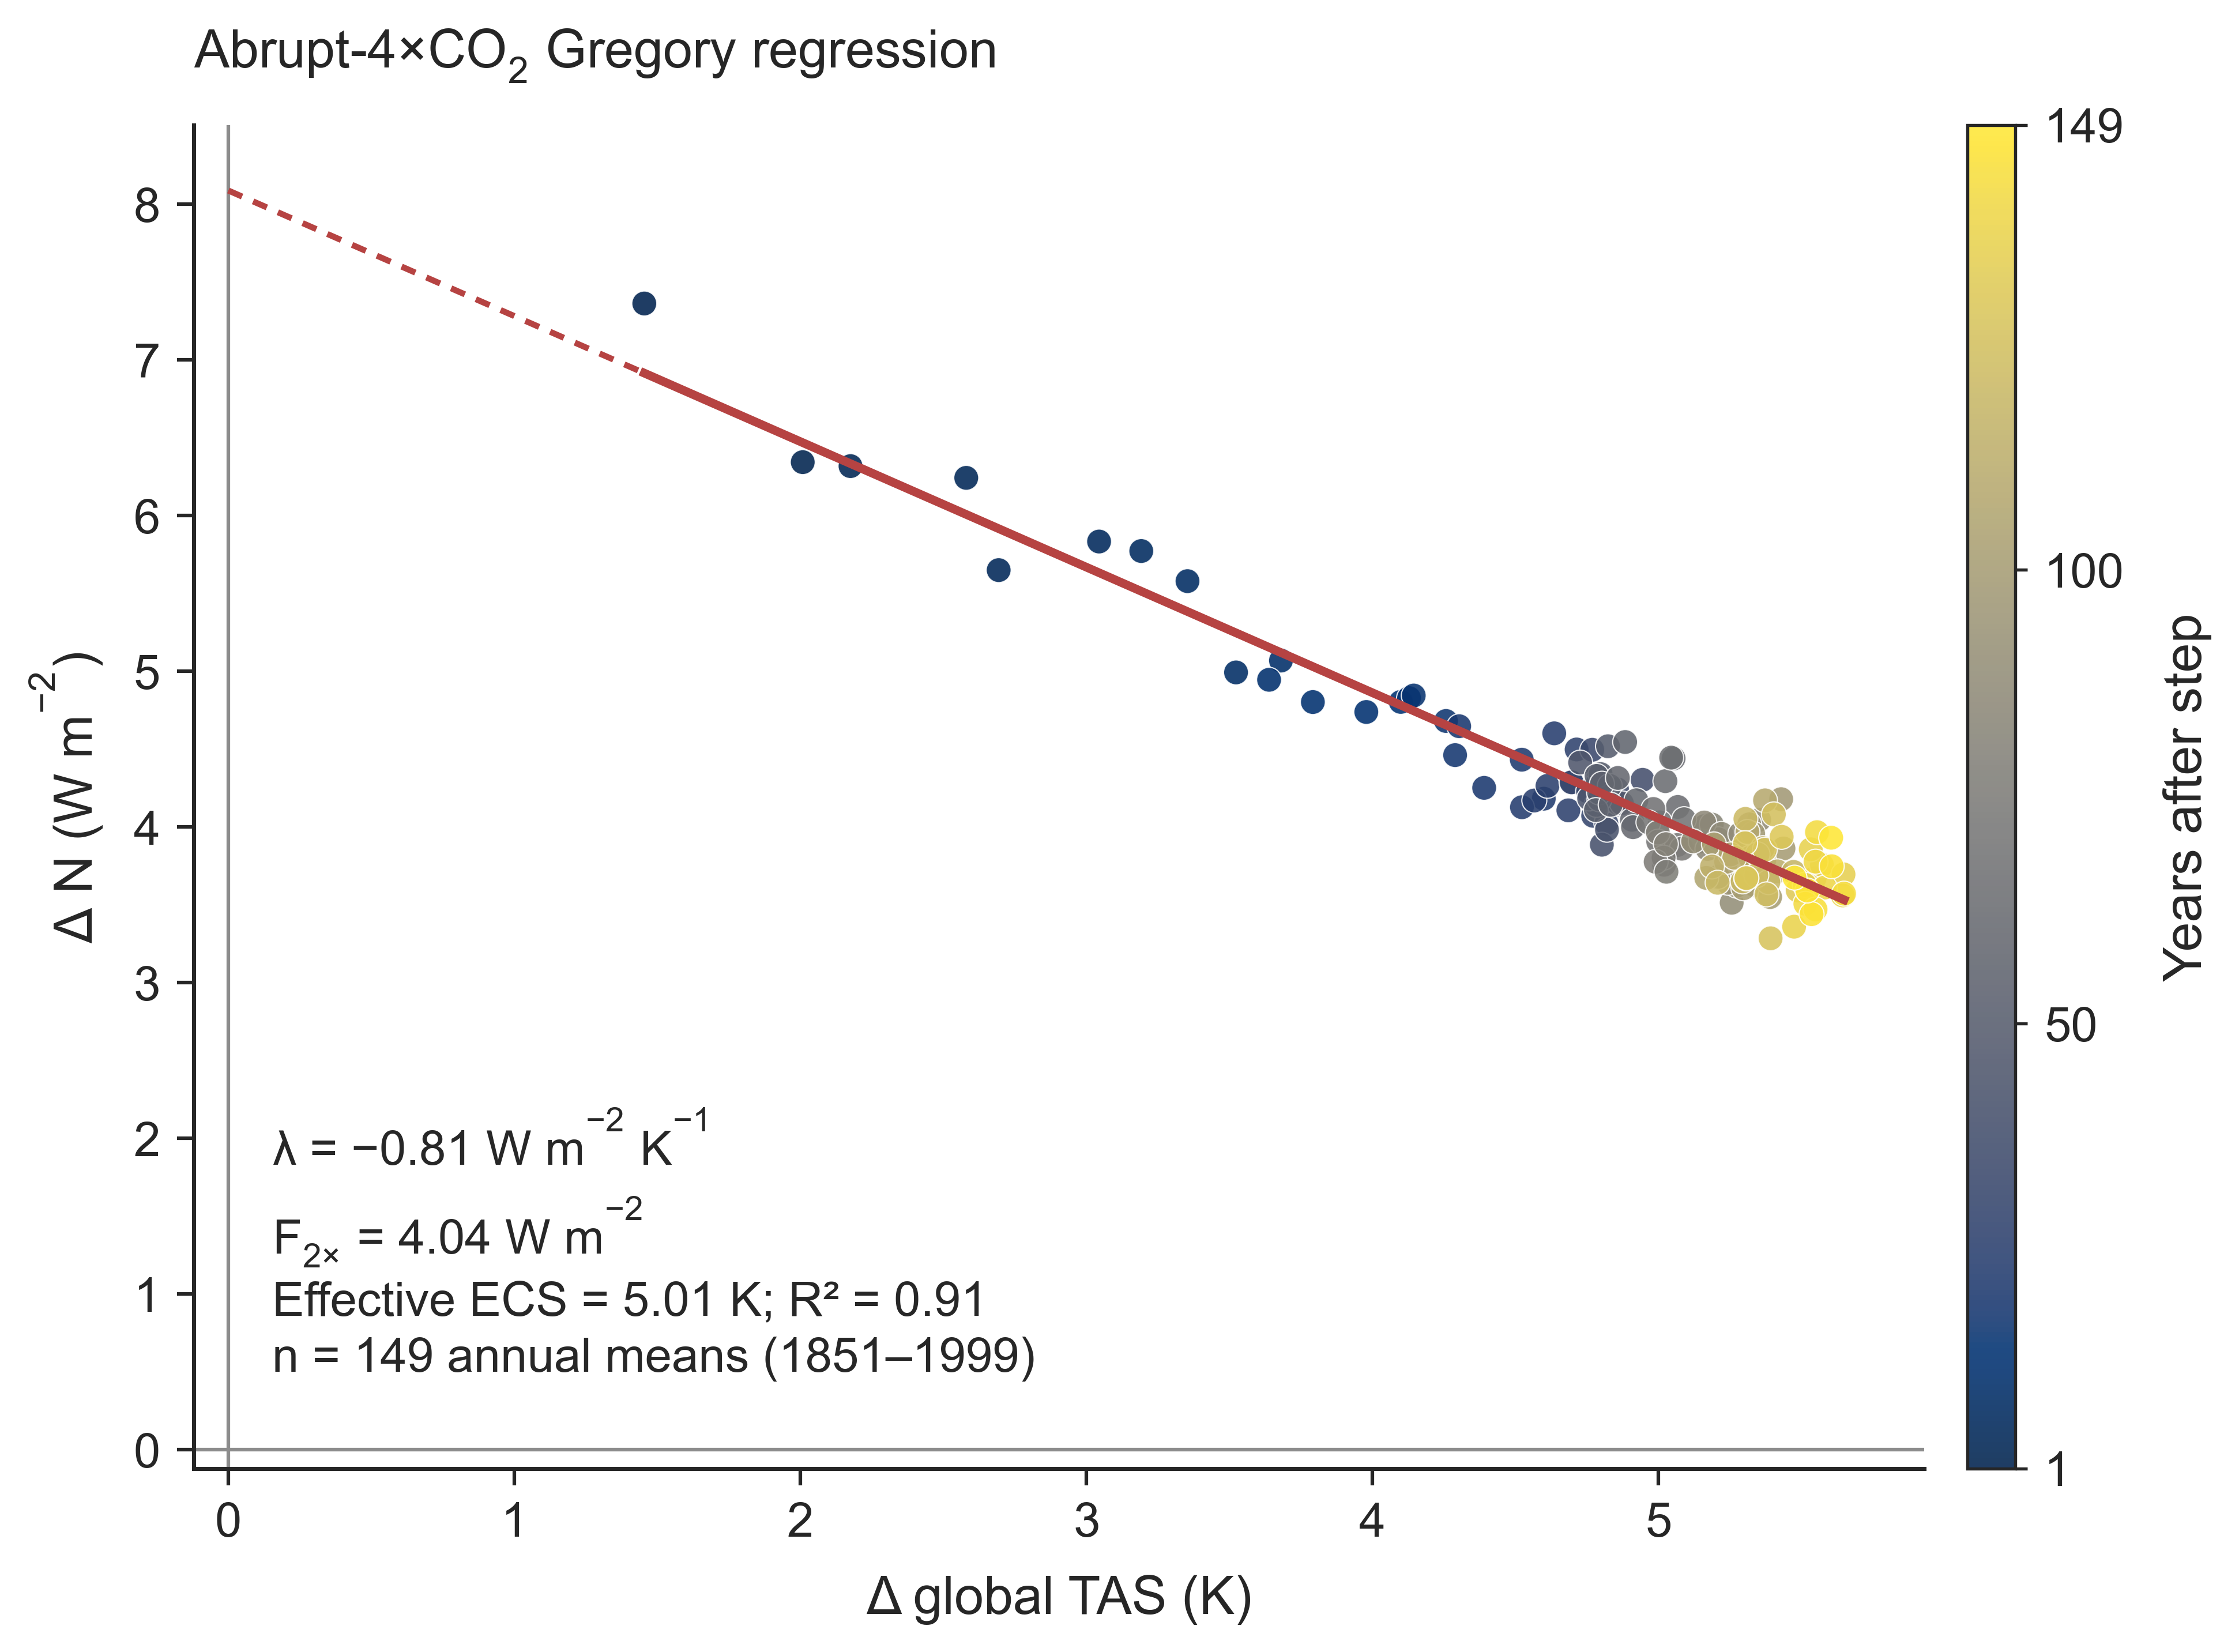 Abrupt-4×CO₂ Gregory regression
8
7
6
5
4
3
2
1
0
Δ N (W m⁻²)
λ = −0.81 W m⁻² K⁻¹
F₂ₓ = 4.04 W m⁻²
Effective ECS = 5.01 K; R² = 0.91
n = 149 annual means (1851–1999)
0 1 2 3 4 5
Δ global TAS (K)
149
100
50
1
Years after step